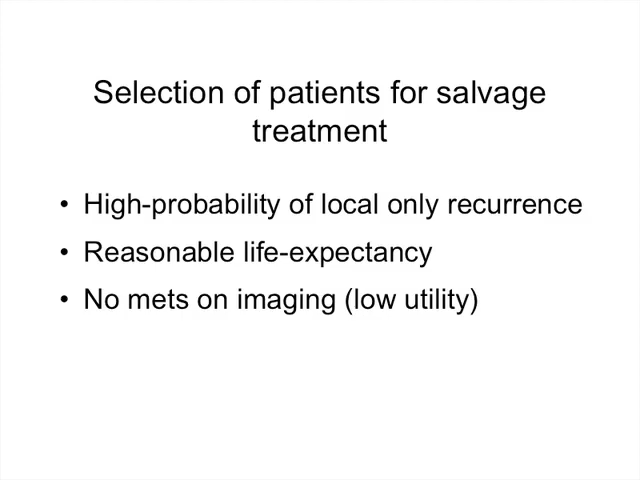 Selection of patients for salvage
treatment
• High-probability of local only recurrence
• Reasonable life-expectancy
• No mets on imaging (low utility)